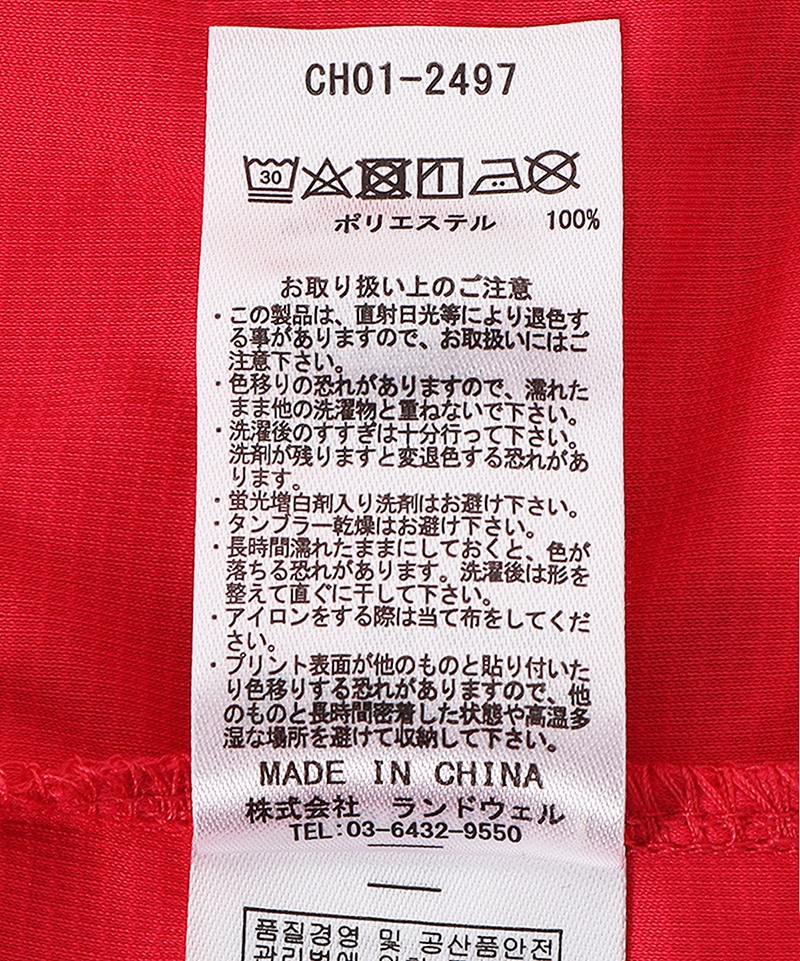 CH01-2497
30
ポリエステル 100%
お取り扱い上のご注意
・この製品は、直射日光等により退色す
る事がありますので、お取扱いにはご
注意下さい。
・色移りの恐れがありますので、濡れた
まま他の洗濯物と重ねないで下さい。
・洗濯後のすすぎは十分行って下さい。
洗剤が残りますと変退色する恐れがあ
ります。
・蛍光増白剤入り洗剤はお避け下さい。
・タンブラー乾燥はお避け下さい。
・長時間濡れたままにしておくと、色が
落ちる恐れがあります。洗濯後は形を
整えて直ぐに干して下さい。
・アイロンをする際は当て布をしてくだ
さい。
・プリント表面が他のものと貼り付いた
り色移りする恐れがありますので、他
のものと長時間密着した状態や高温多
湿な場所を避けて収納して下さい。
MADE IN CHINA
株式会社 ランドウェル
TEL:03-6432-9550
품질경영 및 공산품안전